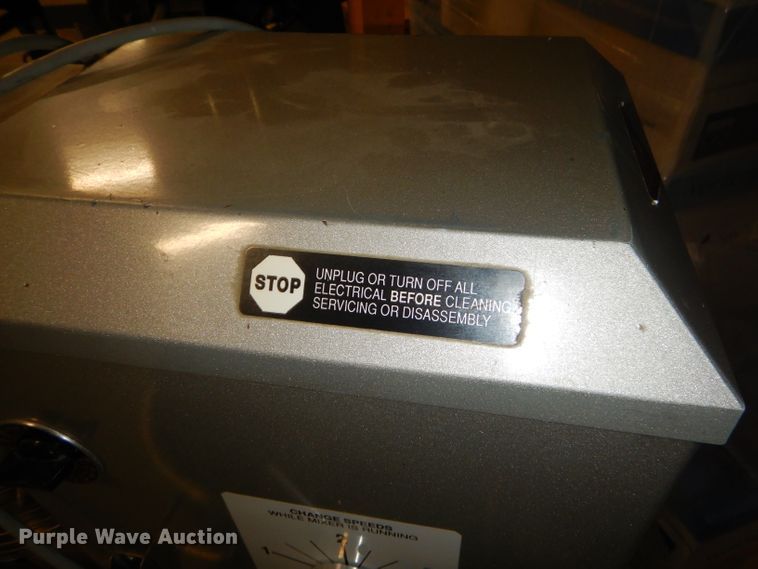 STOP
UNPLUG OR TURN OFF ALL
ELECTRICAL BEFORE CLEANING
SERVICING OR DISASSEMBLY
CHANGE SPEEDS
WHILE MIXER IS RUNNING
2
1
Purple Wave Auction